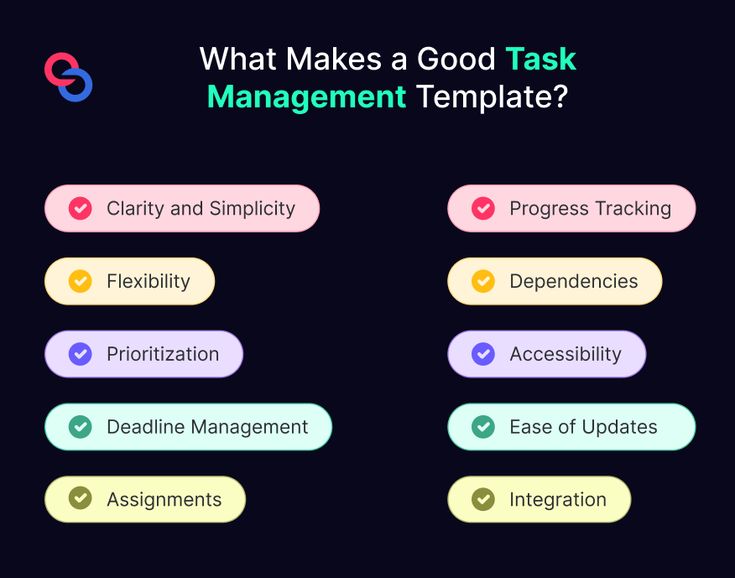 What Makes a Good Task
Management Template?
Clarity and Simplicity
Flexibility
Prioritization
Deadline Management
Assignments
Progress Tracking
Dependencies
Accessibility
Ease of Updates
Integration